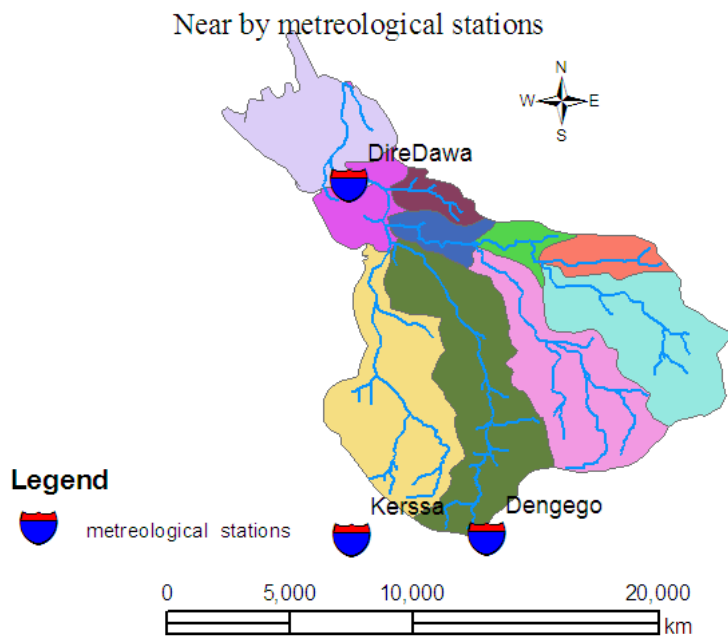 Near by metreological stations
N
W E
S
DireDawa
Legend
metreological stations
Kerssa
Dengego
0 5,000 10,000 20,000
km